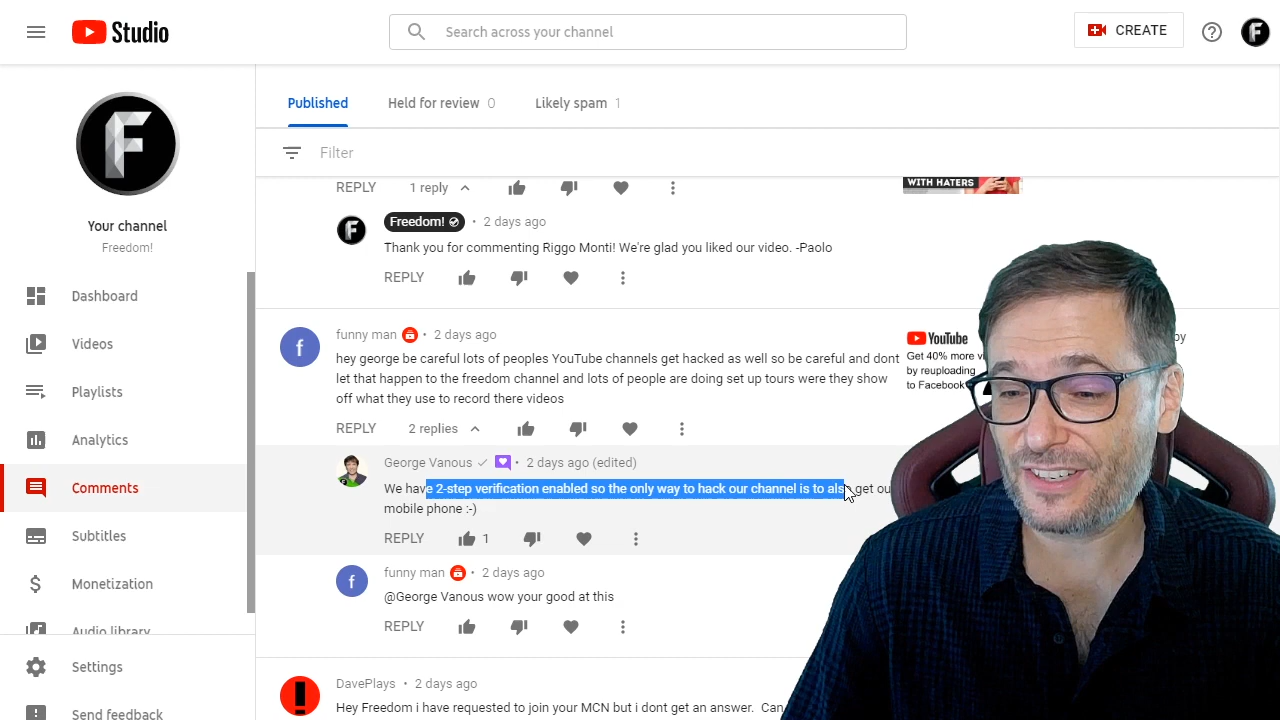 Studio
Search across your channel
CREATE
Your channel
Freedom!
Dashboard
Videos
Playlists
Analytics
Comments
Subtitles
Monetization
Audio library
Settings
Send feedback
Published
Held for review 0
Likely spam 1
Filter
REPLY 1 reply
WITH HATERS
Freedom! • 2 days ago
Thank you for commenting Riggo Monti! We're glad you liked our video. -Paolo
REPLY
funny man • 2 days ago
hey george be careful lots of peoples YouTube channels get hacked as well so be careful and dont
let that happen to the freedom channel and lots of people are doing set up tours were they show
off what they use to record there videos
YouTube
Get 40% more
by reuploading
to Facebook
by
REPLY 2 replies
George Vanous • 2 days ago (edited)
We have 2-step verification enabled so the only way to hack our channel is to als get
mobile phone :-)
REPLY 1
funny man • 2 days ago
@George Vanous wow your good at this
REPLY
DavePlays • 2 days ago
Hey Freedom i have requested to join your MCN but i dont get an answer. Can